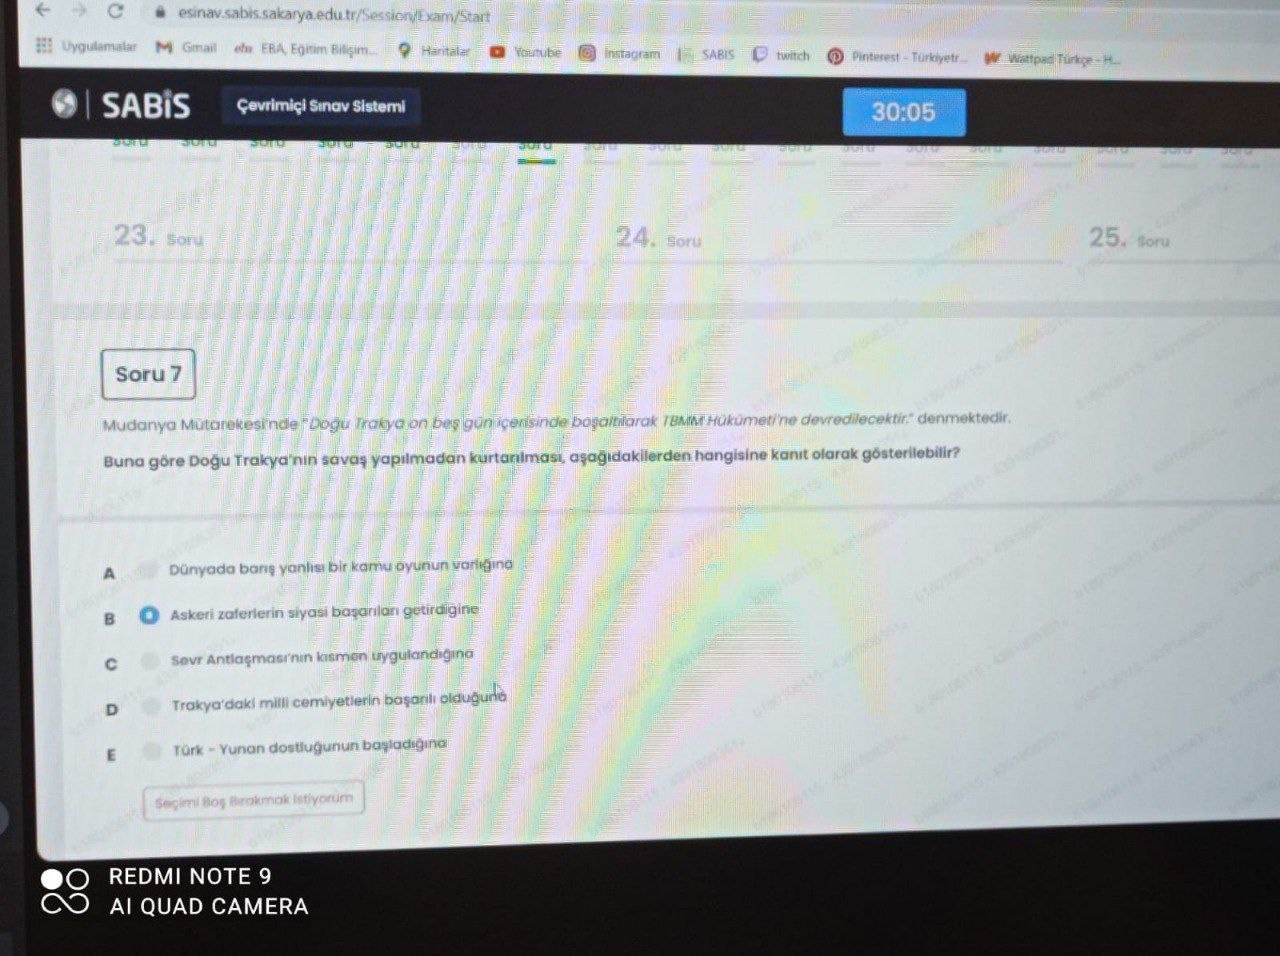 esinav.sabis.sakarya.edu.tr/Session/Exam/Start
Uygulamalar Gmail eba EBA, Eğitim Bilişim... Haritalar Youtube Instagram SABIS twitch Pinterest - Türkiyetr... Wattpad Türkçe - H...
SABİS Çevrimiçi Sınav Sistemi 30:05
Soru Soru Soru Soru Soru Soru Soru Soru Soru Soru Soru Soru Soru Soru Soru Soru Soru Soru
23. Soru 24. Soru 25. Soru
Soru 7
Mudanya Mütarekesi'nde "Doğu Trakya on beş gün içerisinde boşaltılarak TBMM Hükümeti'ne devredilecektir." denmektedir.
Buna göre Doğu Trakya'nın savaş yapılmadan kurtarılması, aşağıdakilerden hangisine kanıt olarak gösterilebilir?
A Dünyada barış yanlısı bir kamu oyunun varlığına
B Askeri zaferlerin siyasi başarıları getirdiğine
C Sevr Antlaşması'nın kısmen uygulandığına
D Trakya'daki milli cemiyetlerin başarılı olduğuna
E Türk - Yunan dostluğunun başladığına
Seçimi Boş Bırakmak İstiyorum
REDMI NOTE 9
AI QUAD CAMERA